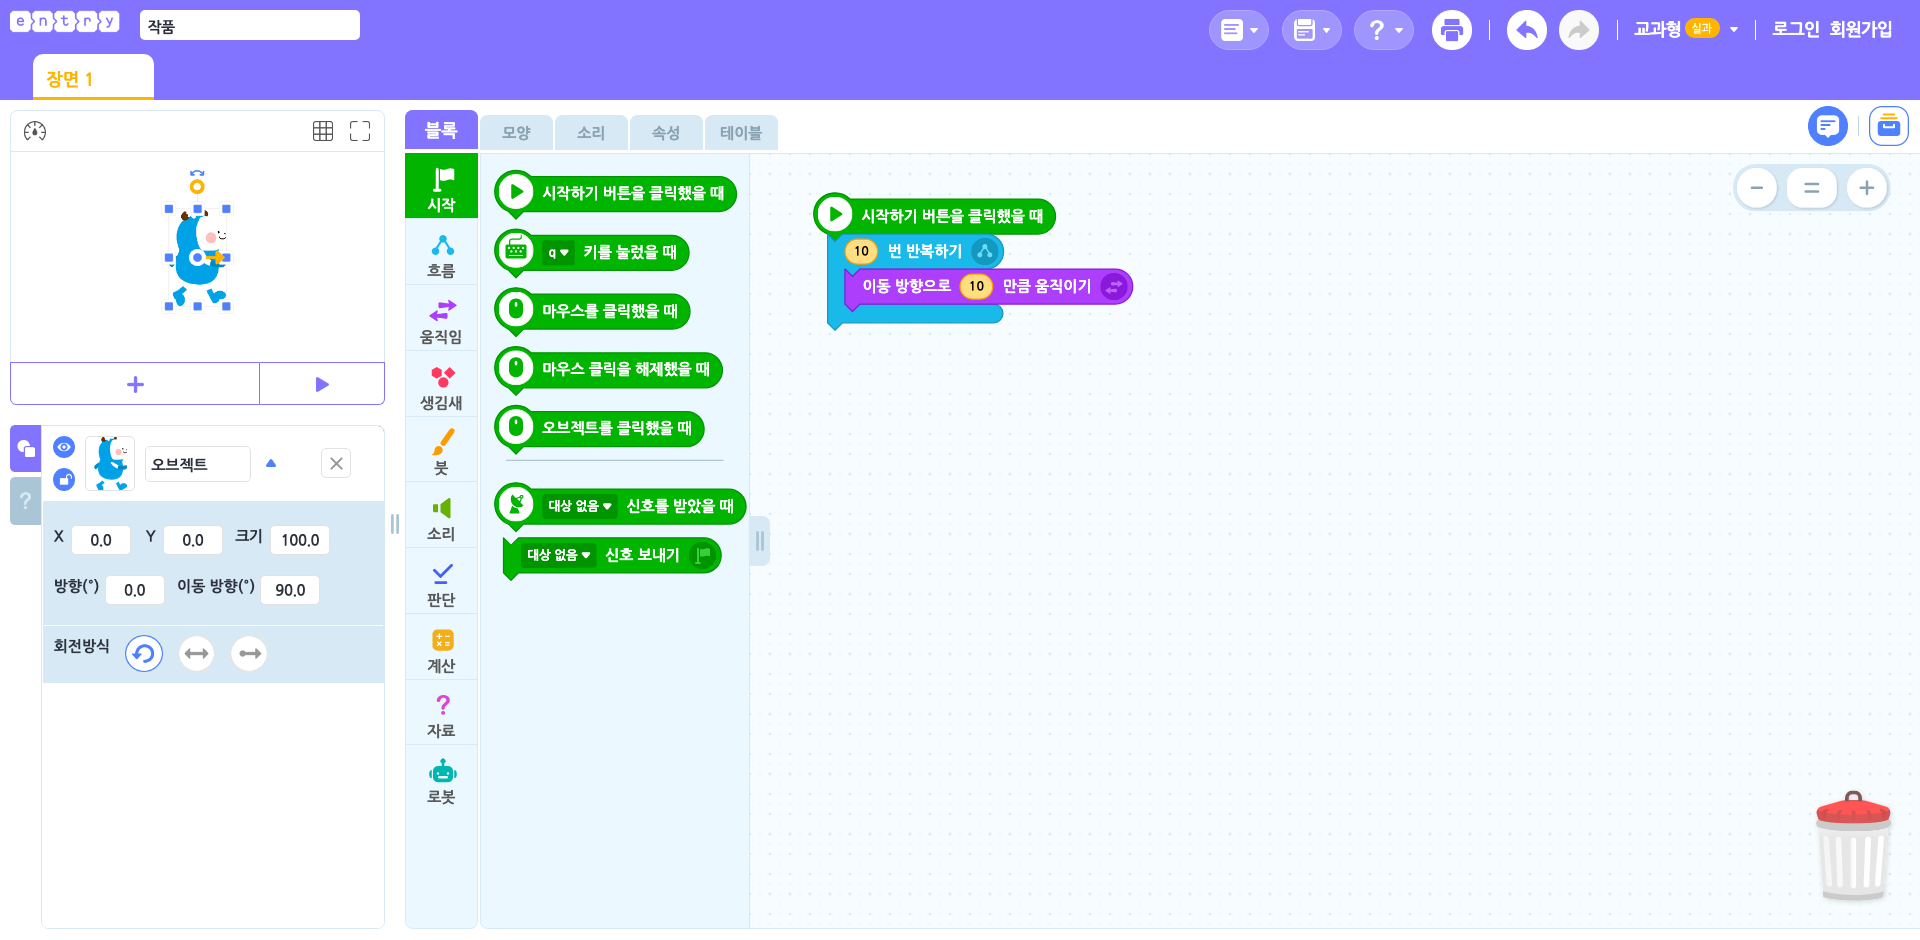 entry
작품
교과형 실과
로그인 회원가입
장면 1
블록
모양
소리
속성
테이블
시작
흐름
움직임
생김새
붓
소리
판단
계산
자료
로봇
시작하기 버튼을 클릭했을 때
q 키를 눌렀을 때
마우스를 클릭했을 때
마우스 클릭을 해제했을 때
오브젝트를 클릭했을 때
대상 없음 신호를 받았을 때
대상 없음 신호 보내기
시작하기 버튼을 클릭했을 때
10 번 반복하기
이동 방향으로 10 만큼 움직이기
오브젝트
X 0.0 Y 0.0 크기 100.0
방향(°) 0.0 이동 방향(°) 90.0
회전방식